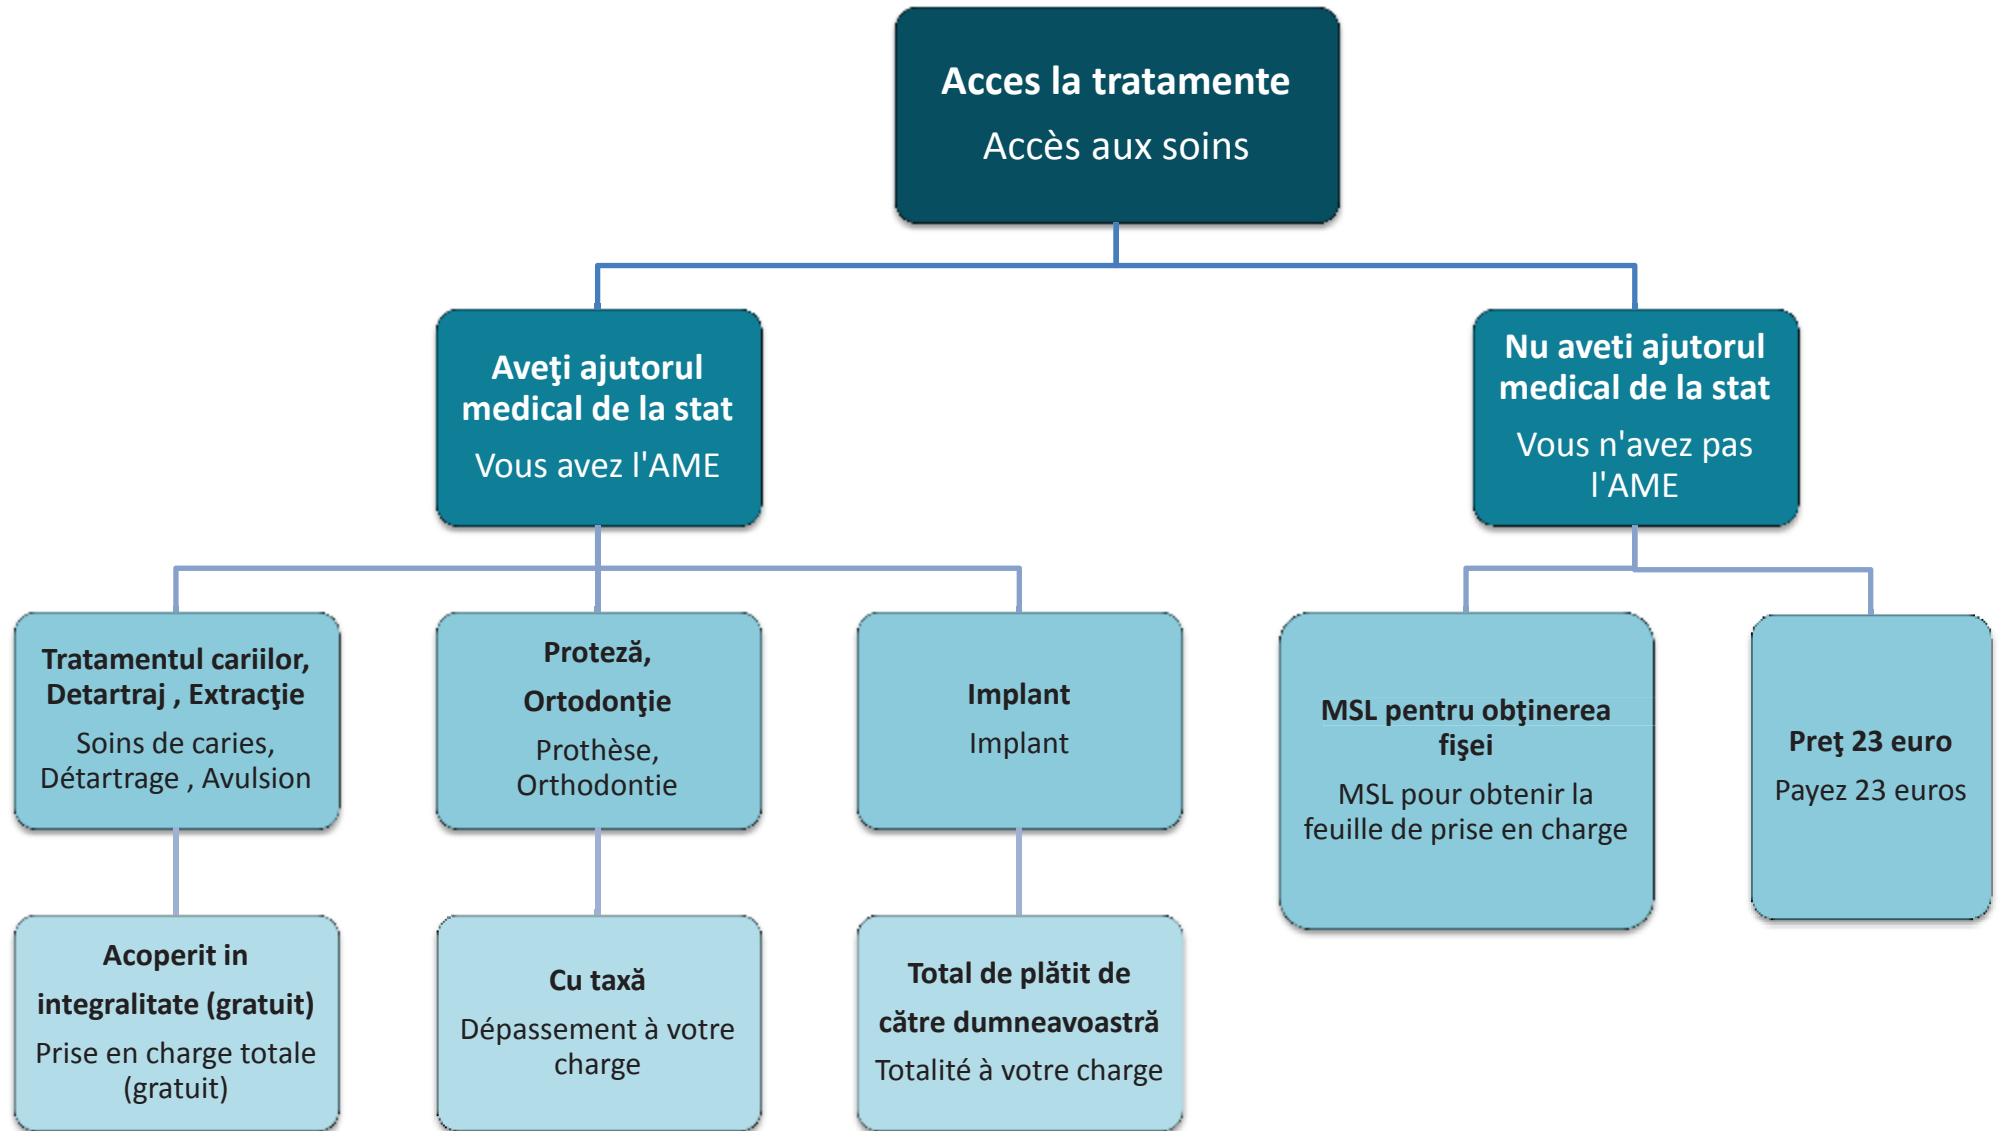 Acces la tratamente
Accès aux soins
Aveţi ajutorul
medical de la stat
Vous avez l'AME
Nu aveti ajutorul
medical de la stat
Vous n'avez pas
l'AME
Tratamentul cariilor,
Detartraj , Extracţie
Soins de caries,
Détartrage , Avulsion
Proteză,
Ortodonţie
Prothèse,
Orthodontie
Implant
Implant
MSL pentru obţinerea
fişei
MSL pour obtenir la
feuille de prise en charge
Preţ 23 euro
Payez 23 euros
Acoperit in
integralitate (gratuit)
Prise en charge totale
(gratuit)
Cu taxă
Dépassement à votre
charge
Total de plătit de
către dumneavoastră
Totalité à votre charge